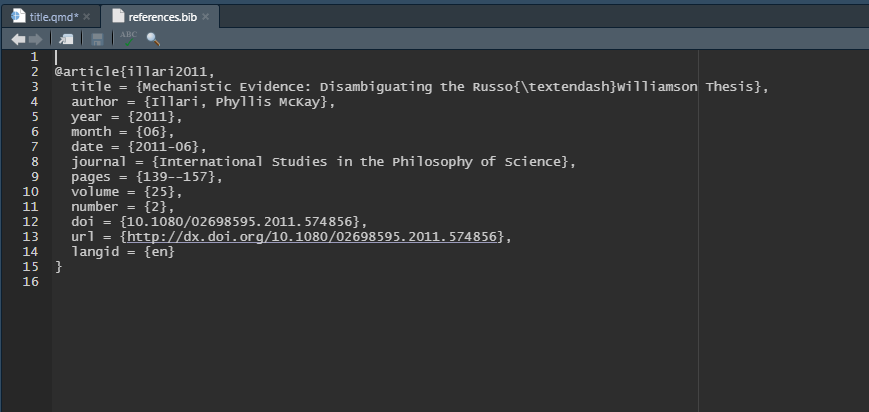 title.qmd* references.bib
ABC
1
2 @article{illari2011,
3 title = {Mechanistic Evidence: Disambiguating the Russo{\textendash}Williamson Thesis},
4 author = {Illari, Phyllis McKay},
5 year = {2011},
6 month = {06},
7 date = {2011-06},
8 journal = {International Studies in the Philosophy of Science},
9 pages = {139--157},
10 volume = {25},
11 number = {2},
12 doi = {10.1080/02698595.2011.574856},
13 url = {http://dx.doi.org/10.1080/02698595.2011.574856},
14 langid = {en}
15 }
16